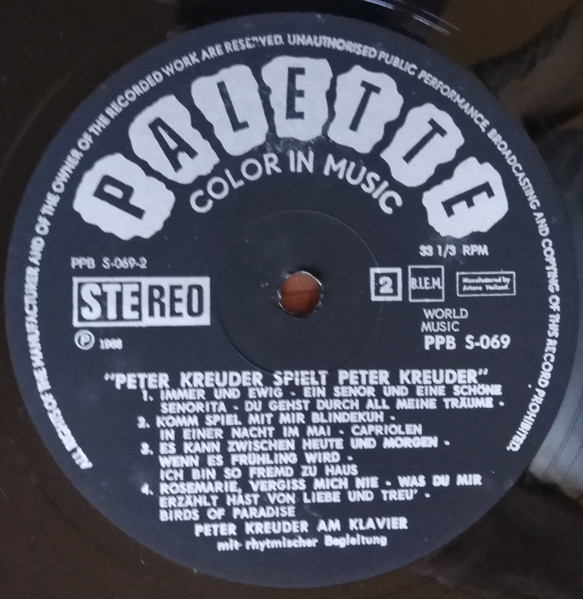 ALL RIGHTS OF THE MANUFACTURER AND OF THE OWNER OF THE RECORDED WORK ARE RESERVED. UNAUTHORISED PUBLIC PERFORMANCE, BROADCASTING AND COPYING OF THIS RECORD PROHIBITED.
PALETTE
COLOR IN MUSIC
33 1/3 RPM
PPB S-069-2
STEREO
2
B.I.E.M.
Manufactured by
Artone Holland
℗ 1966
WORLD
MUSIC
PPB S-069
"PETER KREUDER SPIELT PETER KREUDER"
1. IMMER UND EWIG - EIN SENOR UND EINE SCHÖNE
SENORITA - DU GEHST DURCH ALL MEINE TRÄUME -
2. KOMM SPIEL MIT MIR BLINDEKUH -
IN EINER NACHT IM MAI - CAPRIOLEN
3. ES KANN ZWISCHEN HEUTE UND MORGEN -
WENN ES FRÜHLING WIRD -
ICH BIN SO FREMD ZU HAUS
4. ROSEMARIE, VERGISS MICH NIE - WAS DU MIR
ERZÄHLT HAST VON LIEBE UND TREU' -
BIRDS OF PARADISE
PETER KREUDER AM KLAVIER
mit rhytmischer Begleitung